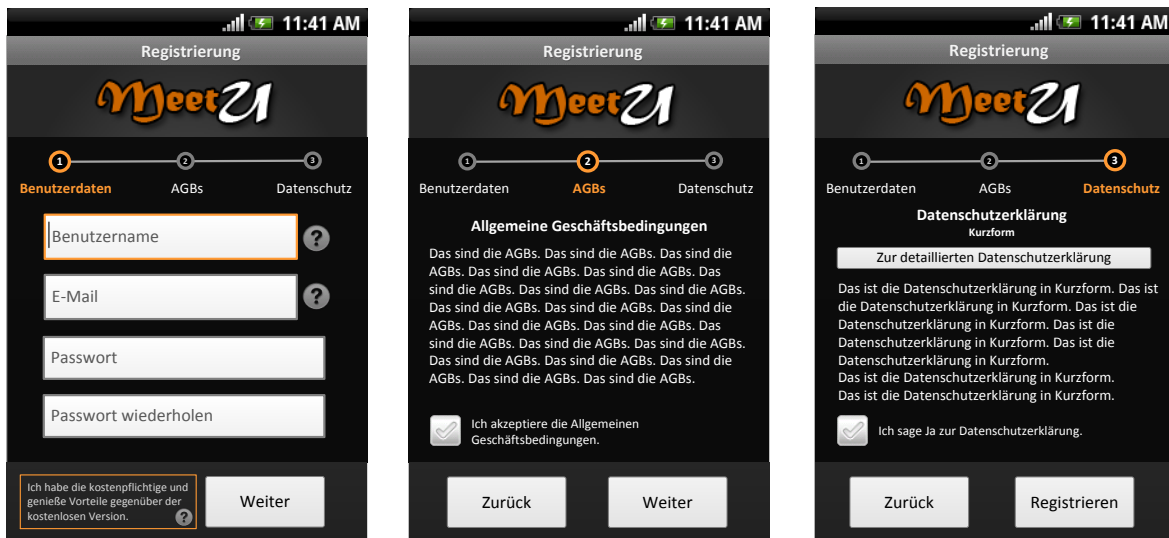 11:41 AM
Registrierung
MeetU
1
2
3
Benutzerdaten
AGBs
Datenschutz
Benutzername
?
E-Mail
?
Passwort
Passwort wiederholen
Ich habe die kostenpflichtige und
genieße Vorteile gegenüber der
kostenlosen Version.
?
Weiter
11:41 AM
Registrierung
MeetU
1
2
3
Benutzerdaten
AGBs
Datenschutz
Allgemeine Geschäftsbedingungen
Das sind die AGBs. Das sind die AGBs. Das sind die
AGBs. Das sind die AGBs. Das sind die AGBs. Das
sind die AGBs. Das sind die AGBs. Das sind die AGBs.
Das sind die AGBs. Das sind die AGBs. Das sind die
AGBs. Das sind die AGBs. Das sind die AGBs. Das
sind die AGBs. Das sind die AGBs. Das sind die AGBs.
Das sind die AGBs. Das sind die AGBs. Das sind die
AGBs. Das sind die AGBs. Das sind die AGBs.
Ich akzeptiere die Allgemeinen
Geschäftsbedingungen.
Zurück
Weiter
11:41 AM
Registrierung
MeetU
1
2
3
Benutzerdaten
AGBs
Datenschutz
Datenschutzerklärung
Kurzform
Zur detaillierten Datenschutzerklärung
Das ist die Datenschutzerklärung in Kurzform. Das ist
die Datenschutzerklärung in Kurzform. Das ist die
Datenschutzerklärung in Kurzform. Das ist die
Datenschutzerklärung in Kurzform. Das ist die
Datenschutzerklärung in Kurzform.
Das ist die Datenschutzerklärung in Kurzform.
Das ist die Datenschutzerklärung in Kurzform.
Ich sage Ja zur Datenschutzerklärung.
Zurück
Registrieren